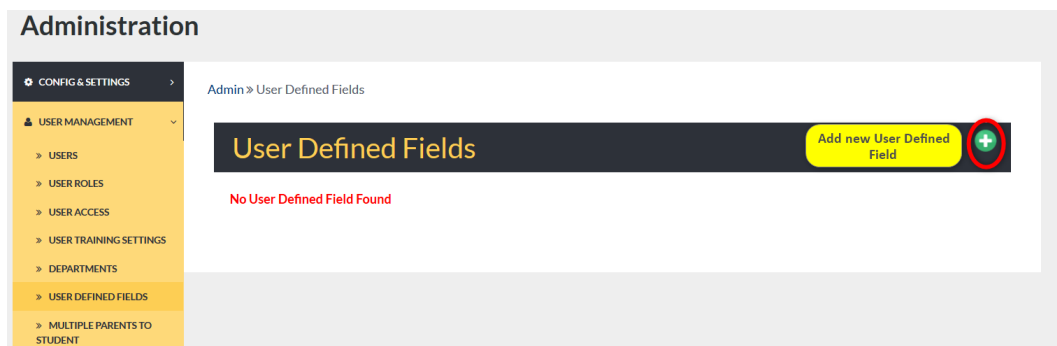 Administration
CONFIG & SETTINGS
Admin » User Defined Fields
USER MANAGEMENT
User Defined Fields
Add new User Defined
Field
» USERS
» USER ROLES
No User Defined Field Found
» USER ACCESS
» USER TRAINING SETTINGS
» DEPARTMENTS
» USER DEFINED FIELDS
» MULTIPLE PARENTS TO
STUDENT